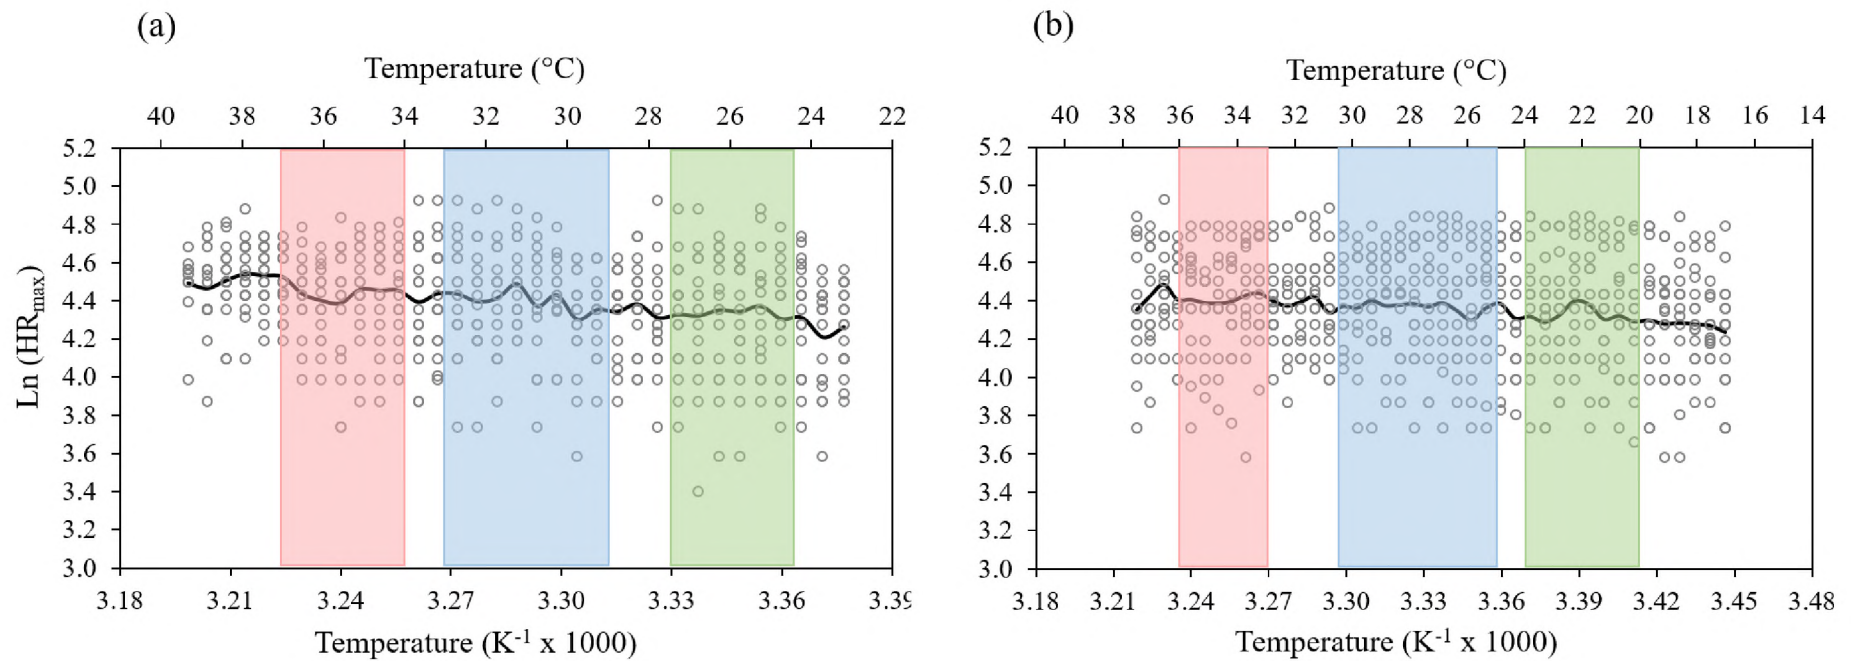 (a)
Temperature (°C)
40 38 36 34 32 30 28 26 24 22
5.2
5.0
4.8
4.6
4.4
4.2
4.0
3.8
3.6
3.4
3.2
3.0
Ln (HRmax)
3.18 3.21 3.24 3.27 3.30 3.33 3.36 3.39
Temperature (K-1 x 1000)
(b)
Temperature (°C)
40 38 36 34 32 30 28 26 24 22 20 18 16 14
5.2
5.0
4.8
4.6
4.4
4.2
4.0
3.8
3.6
3.4
3.2
3.0
3.18 3.21 3.24 3.27 3.30 3.33 3.36 3.39 3.42 3.45 3.48
Temperature (K-1 x 1000)